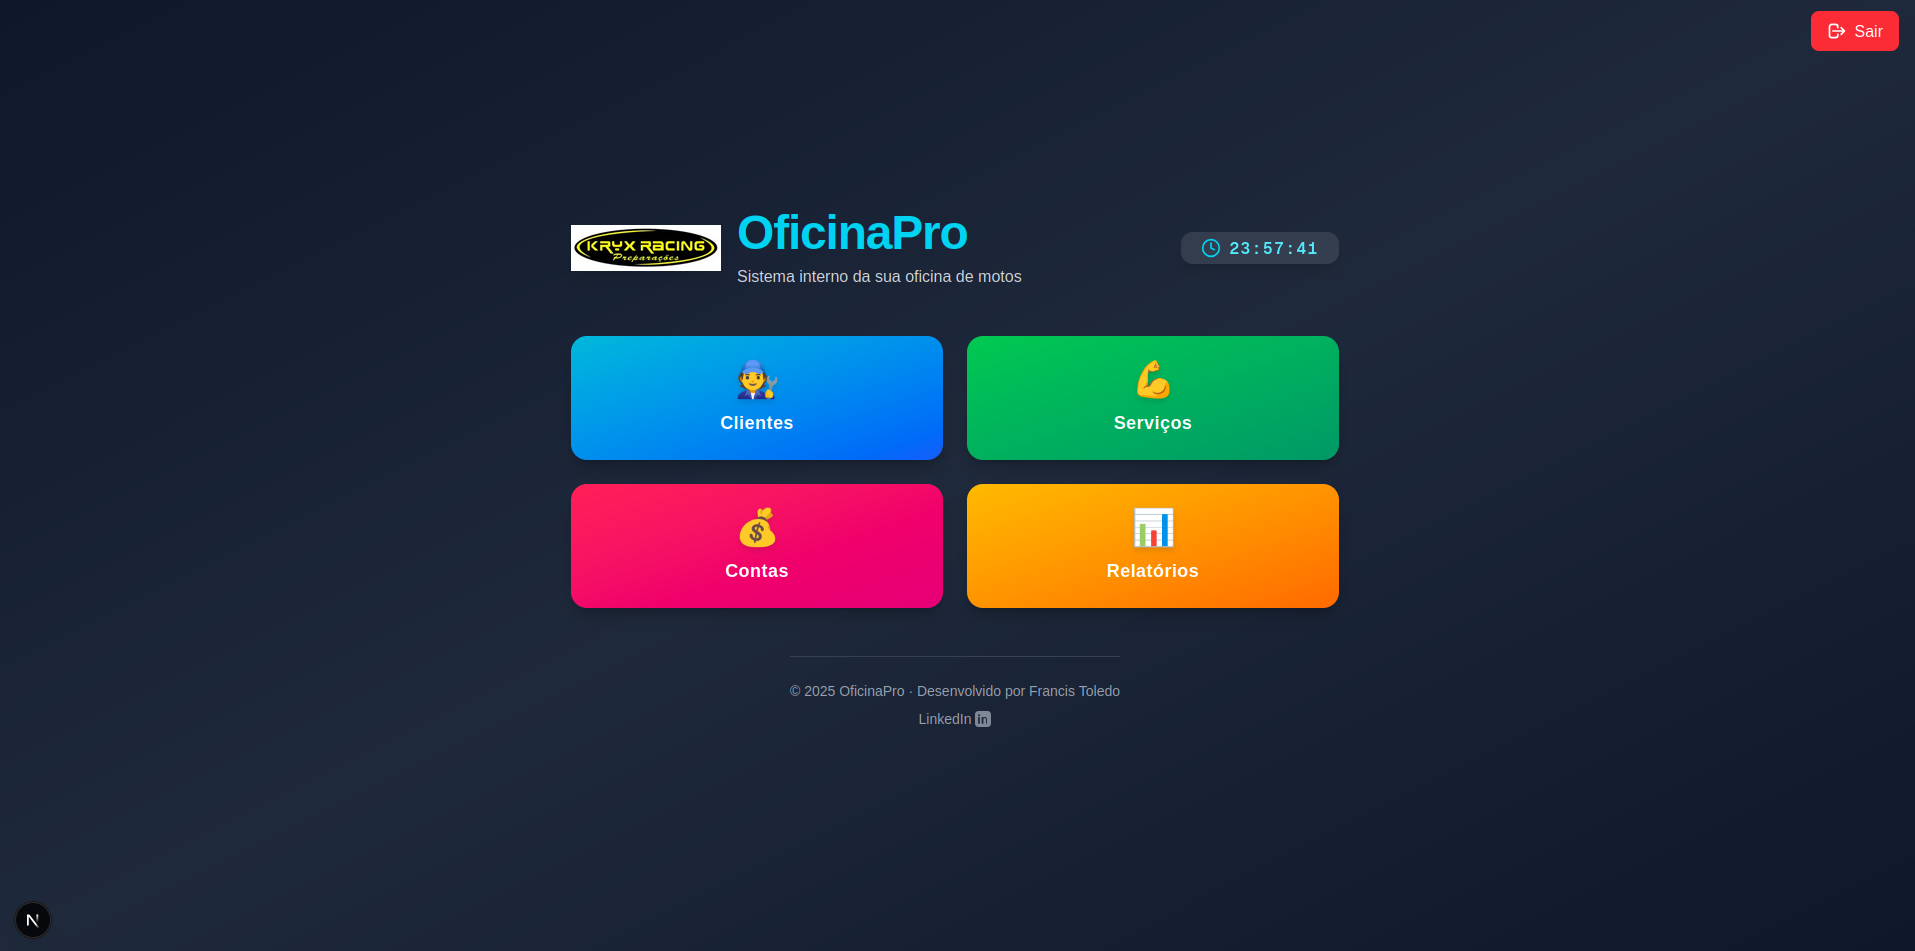 Sair
KRYX RACING
Preparações
OficinaPro
Sistema interno da sua oficina de motos
23:57:41
Clientes
Serviços
Contas
Relatórios
© 2025 OficinaPro · Desenvolvido por Francis Toledo
LinkedIn in
N